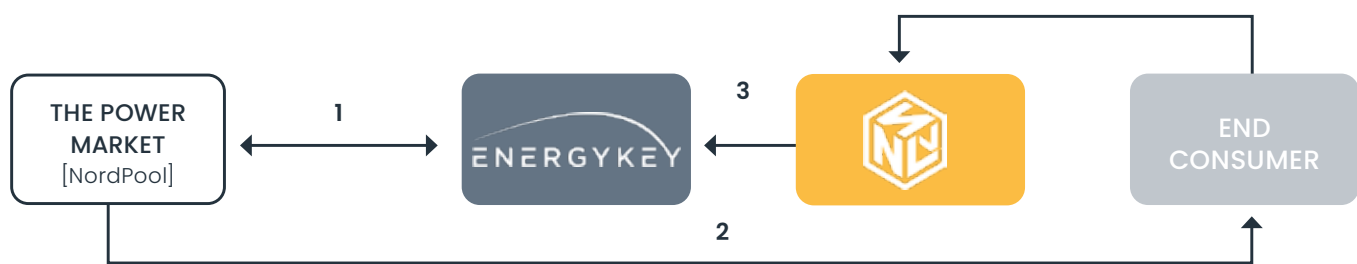 THE POWER
MARKET
[NordPool]
1
ENERGYKEY
3
END
CONSUMER
2